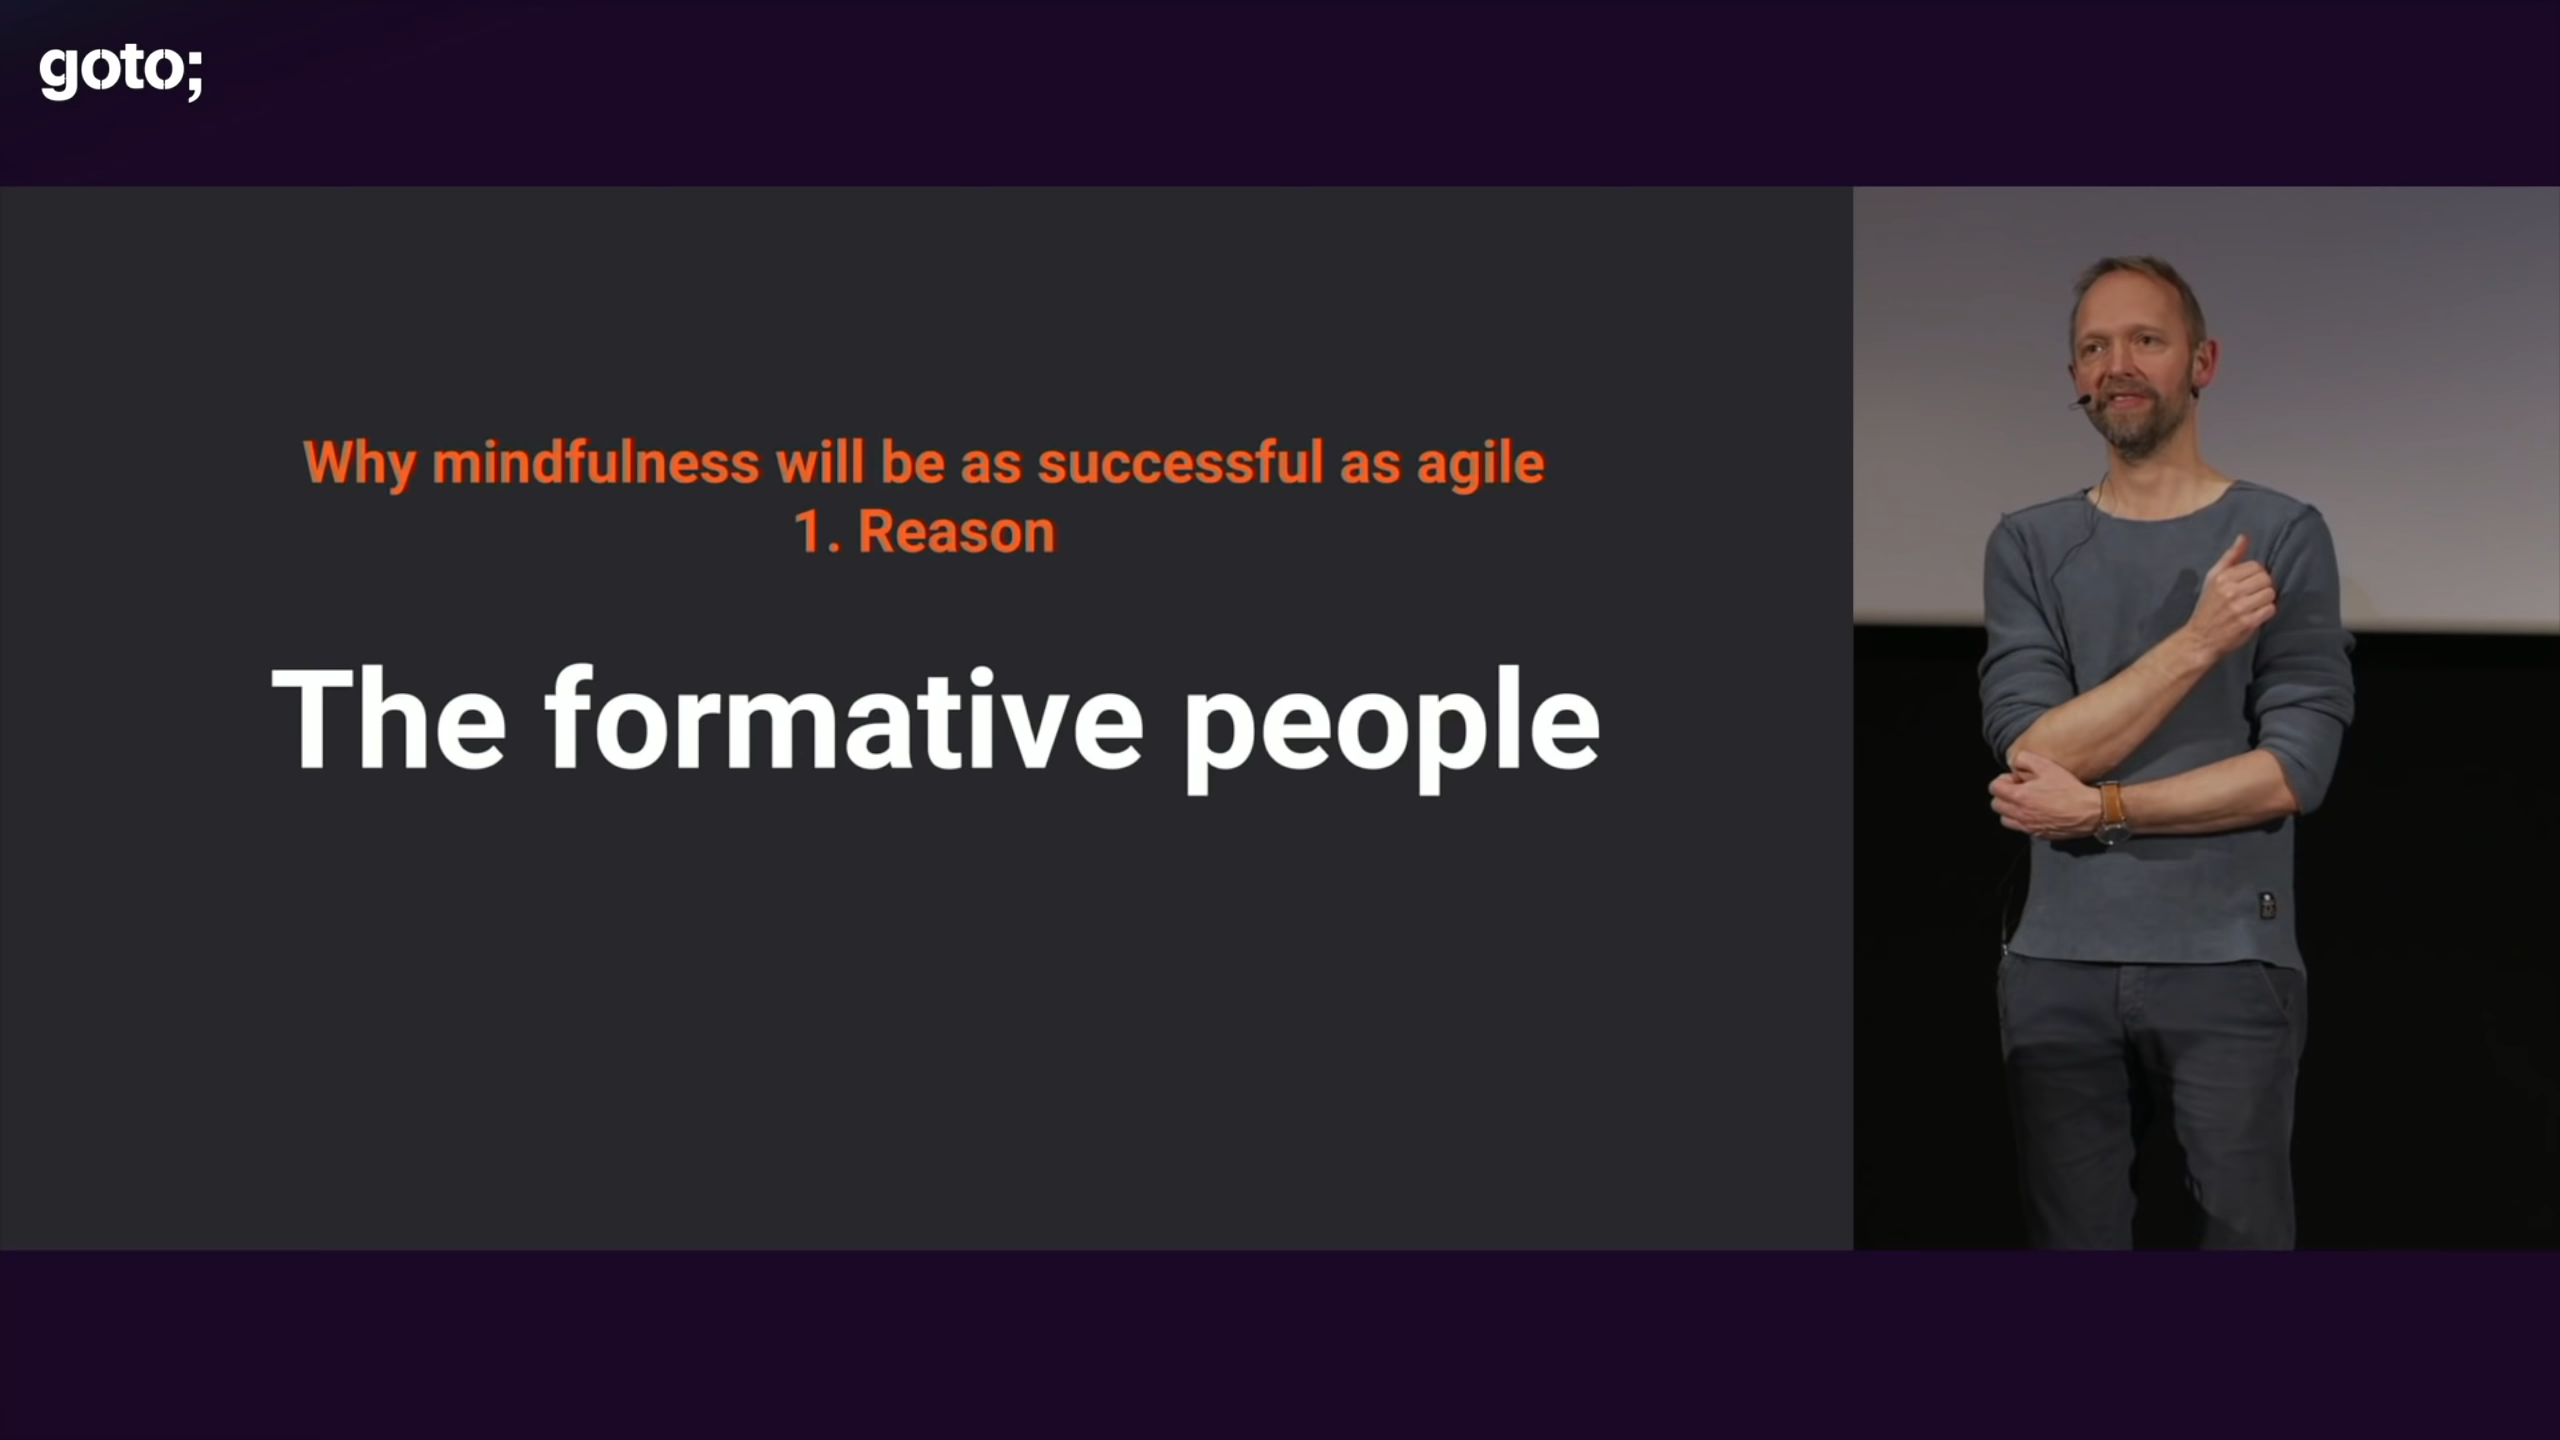 goto;
Why mindfulness will be as successful as agile
1. Reason
The formative people